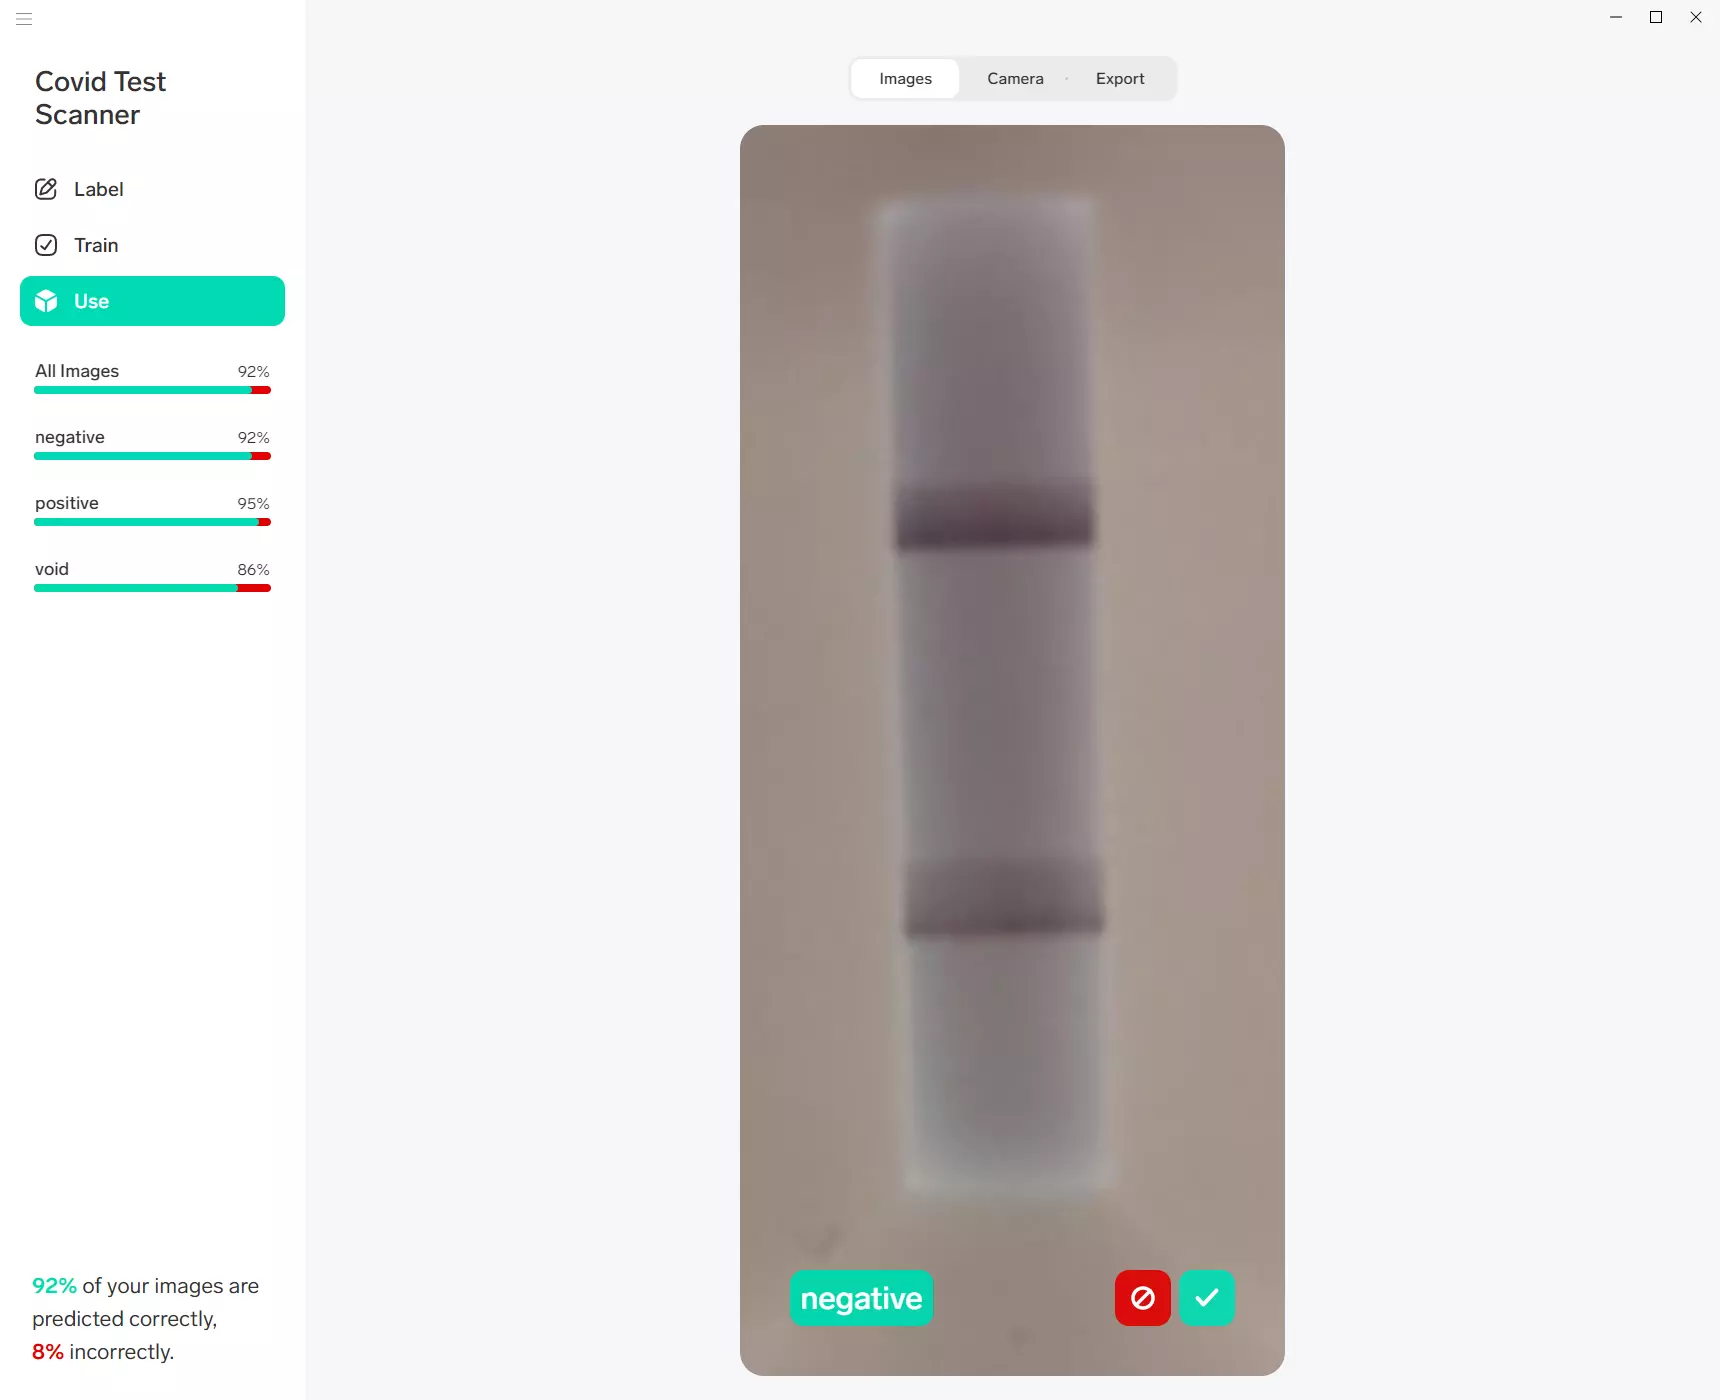 Covid Test
Scanner
Label
Train
Use
All Images 92%
negative 92%
positive 95%
void 86%
92% of your images are
predicted correctly,
8% incorrectly.
Images Camera Export
negative